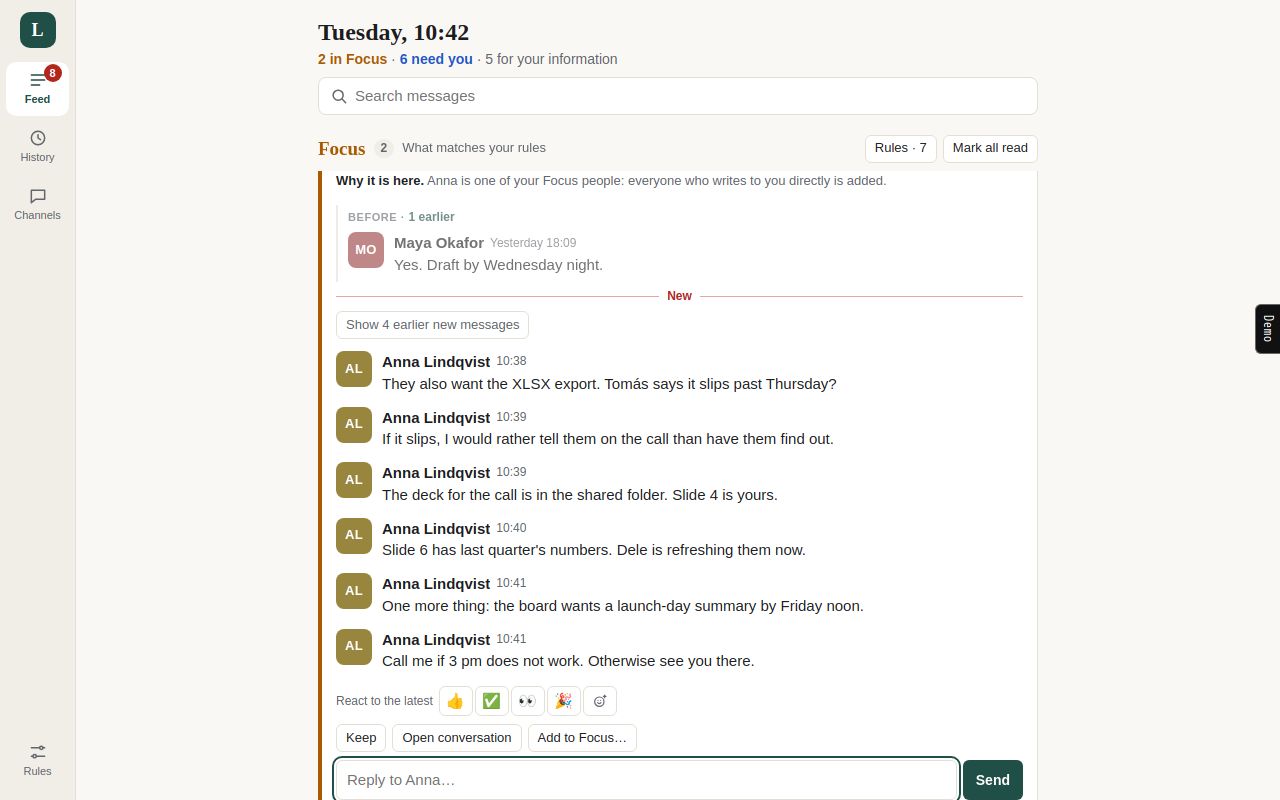 L
Tuesday, 10:42
2 in Focus · 6 need you · 5 for your information
Search messages
8
Feed
History
Channels
Focus 2 What matches your rules
Rules · 7
Mark all read
Why it is here. Anna is one of your Focus people: everyone who writes to you directly is added.
BEFORE · 1 earlier
MO
Maya Okafor Yesterday 18:09
Yes. Draft by Wednesday night.
New
Show 4 earlier new messages
AL
Anna Lindqvist 10:38
They also want the XLSX export. Tomás says it slips past Thursday?
AL
Anna Lindqvist 10:39
If it slips, I would rather tell them on the call than have them find out.
AL
Anna Lindqvist 10:39
The deck for the call is in the shared folder. Slide 4 is yours.
AL
Anna Lindqvist 10:40
Slide 6 has last quarter's numbers. Dele is refreshing them now.
AL
Anna Lindqvist 10:41
One more thing: the board wants a launch-day summary by Friday noon.
AL
Anna Lindqvist 10:41
Call me if 3 pm does not work. Otherwise see you there.
React to the latest
Keep
Open conversation
Add to Focus…
Reply to Anna…
Send
Rules
Demo